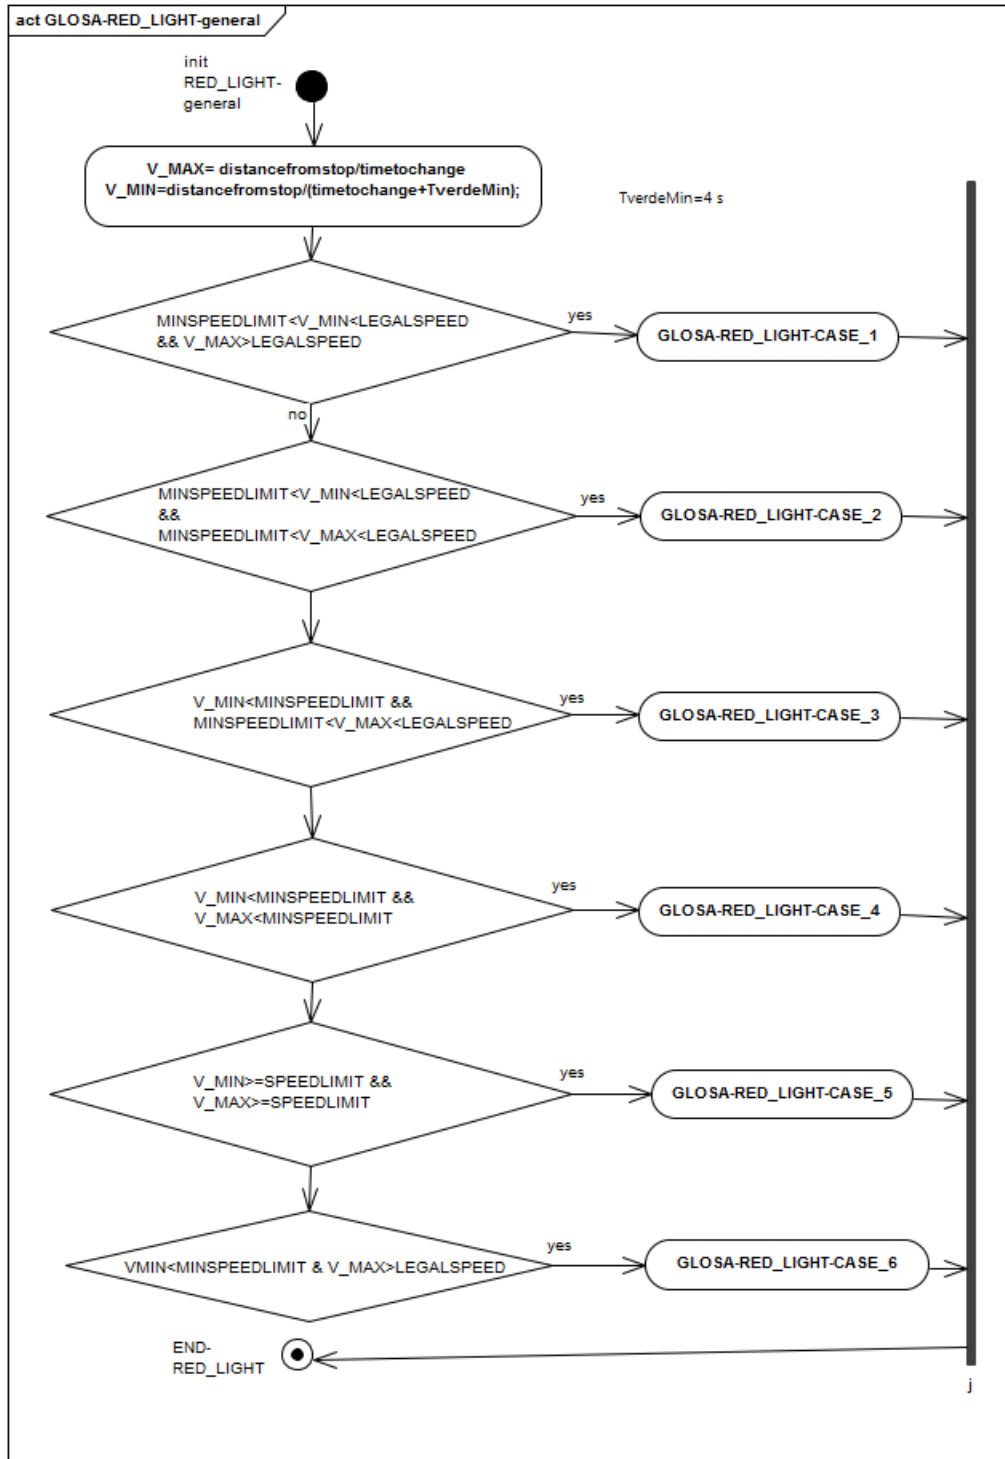 act GLOSA-RED_LIGHT-general
init
RED_LIGHT-
general
V_MAX= distancefromstop/timetochange
V_MIN=distancefromstop/(timetochange+TverdeMin);
TverdeMin=4 s
MINSPEEDLIMIT<V_MIN<LEGALSPEED
&& V_MAX>LEGALSPEED
yes
GLOSA-RED_LIGHT-CASE_1
no
MINSPEEDLIMIT<V_MIN<LEGALSPEED
&&
MINSPEEDLIMIT<V_MAX<LEGALSPEED
yes
GLOSA-RED_LIGHT-CASE_2
V_MIN<MINSPEEDLIMIT &&
MINSPEEDLIMIT<V_MAX<LEGALSPEED
yes
GLOSA-RED_LIGHT-CASE_3
V_MIN<MINSPEEDLIMIT &&
V_MAX<MINSPEEDLIMIT
yes
GLOSA-RED_LIGHT-CASE_4
V_MIN>=SPEEDLIMIT &&
V_MAX>=SPEEDLIMIT
yes
GLOSA-RED_LIGHT-CASE_5
VMIN<MINSPEEDLIMIT & V_MAX>LEGALSPEED
yes
GLOSA-RED_LIGHT-CASE_6
END-
RED_LIGHT
j